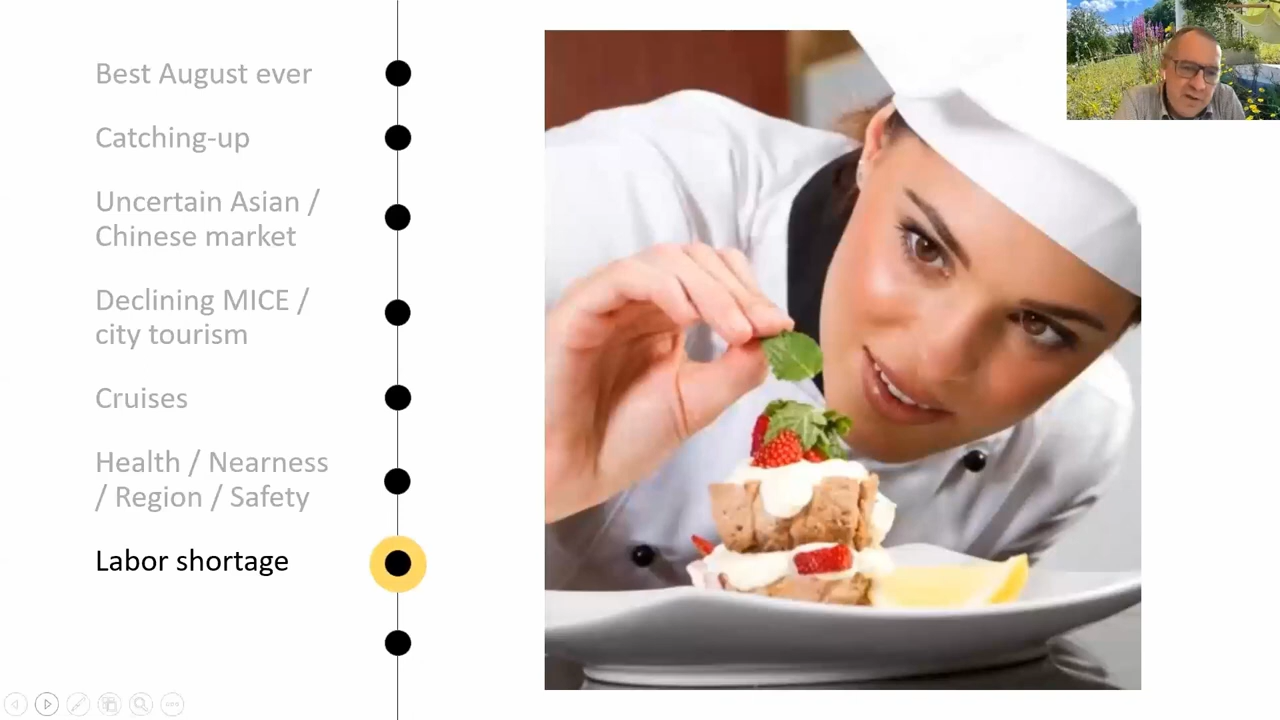 Best August ever
Catching-up
Uncertain Asian /
Chinese market
Declining MICE /
city tourism
Cruises
Health / Nearness
/ Region / Safety
Labor shortage